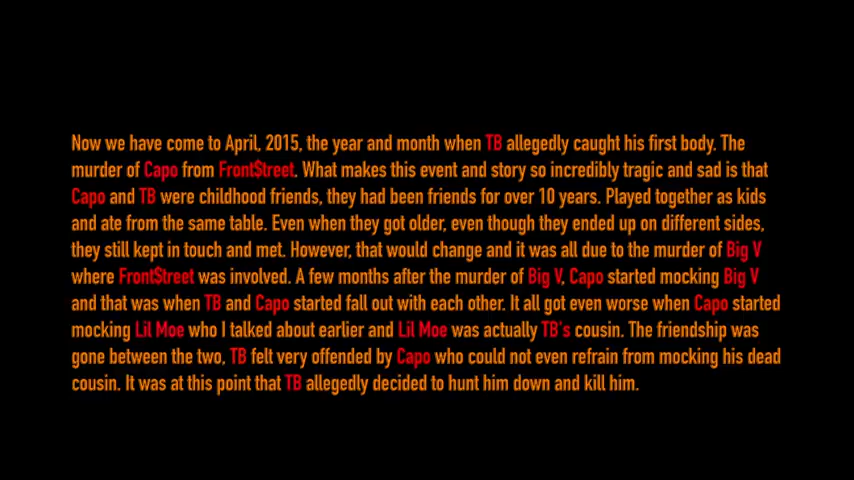 Now we have come to April, 2015, the year and month when TB allegedly caught his first body. The
murder of Capo from Front$treet. What makes this event and story so incredibly tragic and sad is that
Capo and TB were childhood friends, they had been friends for over 10 years. Played together as kids
and ate from the same table. Even when they got older, even though they ended up on different sides,
they still kept in touch and met. However, that would change and it was all due to the murder of Big V
where Front$treet was involved. A few months after the murder of Big V, Capo started mocking Big V
and that was when TB and Capo started fall out with each other. It all got even worse when Capo started
mocking Lil Moe who I talked about earlier and Lil Moe was actually TB's cousin. The friendship was
gone between the two, TB felt very offended by Capo who could not even refrain from mocking his dead
cousin. It was at this point that TB allegedly decided to hunt him down and kill him.